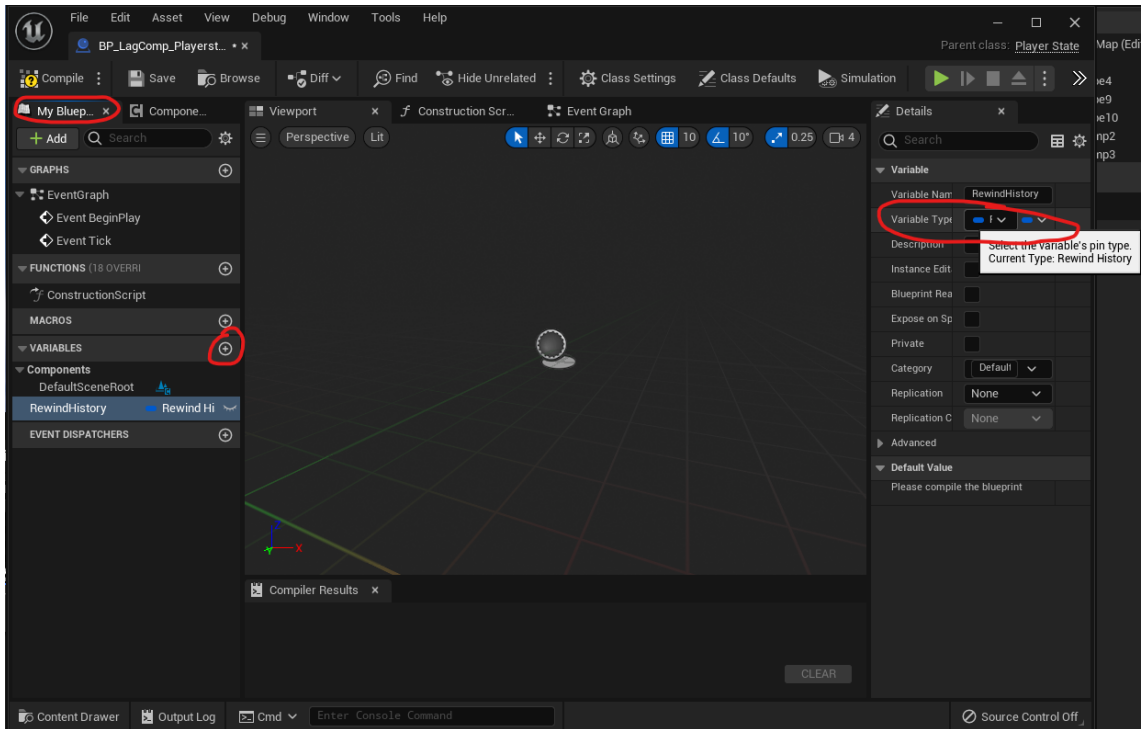 File Edit Asset View Debug Window Tools Help
BP_LagComp_Playerst... • ×
Parent class: Player State
Map (Edi
Compile Save Browse Diff Find Hide Unrelated Class Settings Class Defaults Simulation
My Bluep... × Compone...
Viewport × Construction Scr... Event Graph
Details ×
+ Add Search
Perspective Lit 10 10° 0.25 4
Search
GRAPHS
EventGraph
Event BeginPlay
Event Tick
FUNCTIONS (18 OVERRI
ConstructionScript
MACROS
VARIABLES
Components
DefaultSceneRoot
RewindHistory Rewind Hi
EVENT DISPATCHERS
X
Variable
Variable Nam RewindHistory
Variable Type
Description
Select the variable's pin type.
Current Type: Rewind History
Instance Edit
Blueprint Rea
Expose on Sp
Private
Category Default
Replication None
Replication C None
Advanced
Default Value
Please compile the blueprint
pe4
pe9
pe10
mp2
mp3
Compiler Results ×
CLEAR
Content Drawer Output Log Cmd Enter Console Command Source Control Off